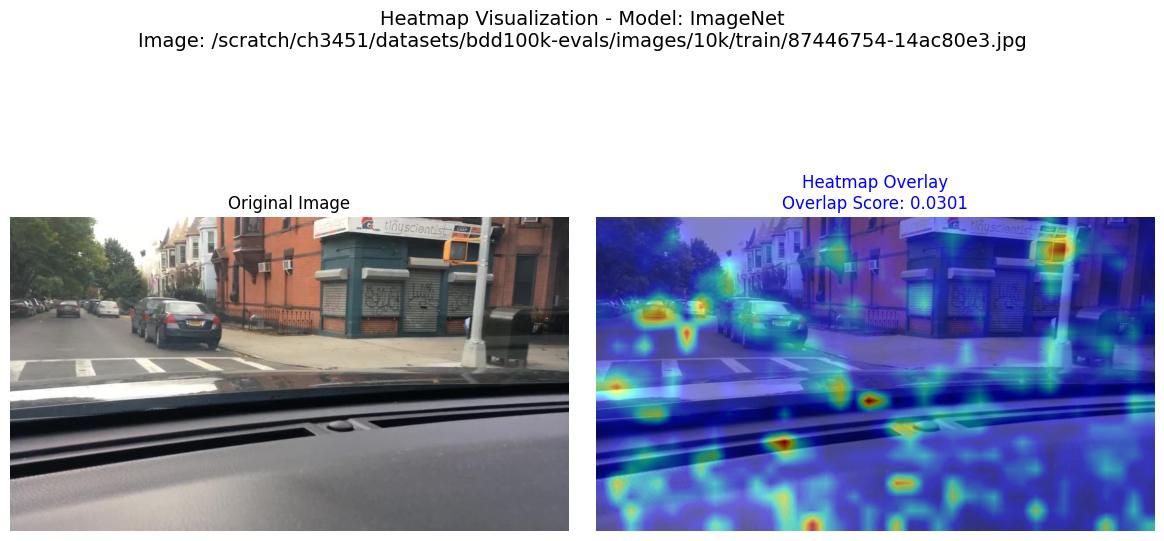 Heatmap Visualization - Model: ImageNet
Image: /scratch/ch3451/datasets/bdd100k-evals/images/10k/train/87446754-14ac80e3.jpg
Original Image
Heatmap Overlay
Overlap Score: 0.0301
tinyscientist
tinyscientist